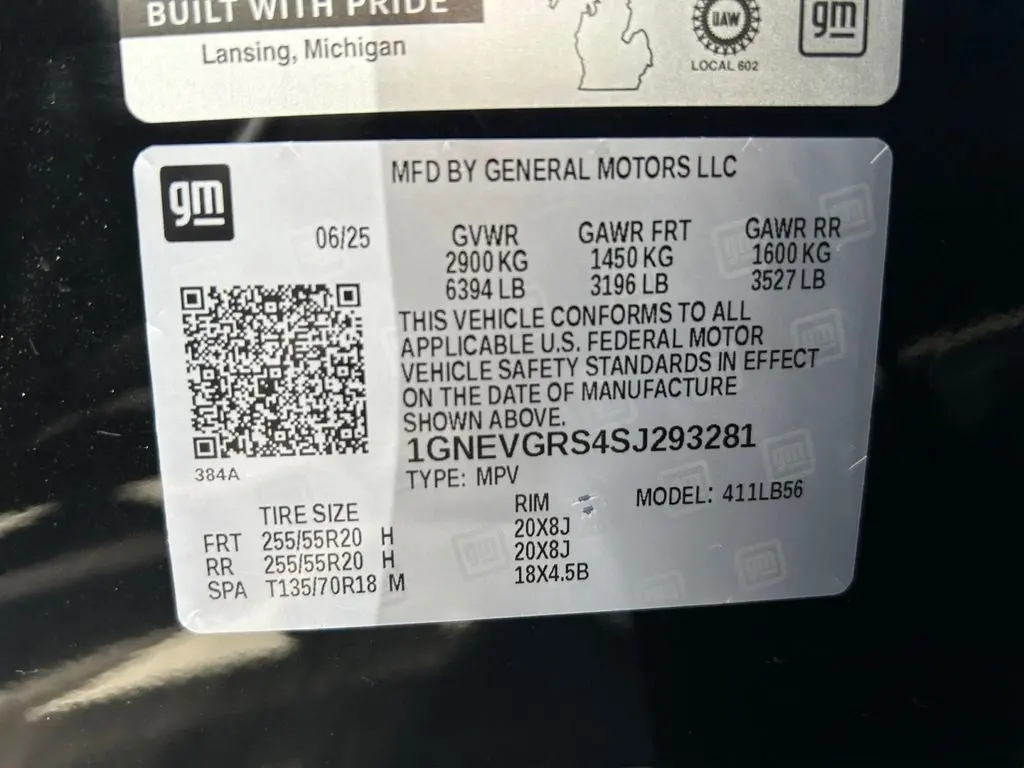 BUILT WITH PRIDE
Lansing, Michigan
UAW
LOCAL 602
gm
gm
MFD BY GENERAL MOTORS LLC
06/25
GVWR GAWR FRT GAWR RR
2900 KG 1450 KG 1600 KG
6394 LB 3196 LB 3527 LB
THIS VEHICLE CONFORMS TO ALL
APPLICABLE U.S. FEDERAL MOTOR
VEHICLE SAFETY STANDARDS IN EFFECT
ON THE DATE OF MANUFACTURE
SHOWN ABOVE.
1GNEVGRS4SJ293281
384A
TYPE: MPV
MODEL: 411LB56
TIRE SIZE RIM
FRT 255/55R20 H 20X8J
RR 255/55R20 H 20X8J
SPA T135/70R18 M 18X4.5B